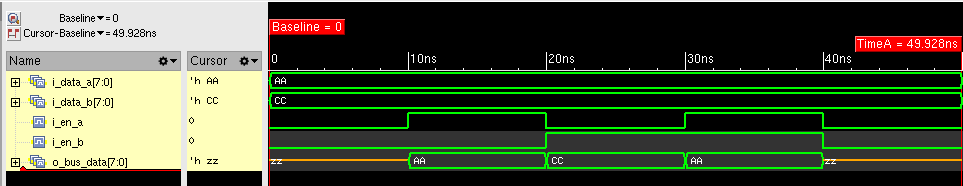 Baseline▼= 0
Cursor-Baseline▼= 49.928ns
Baseline = 0
TimeA = 49.928ns
Name Cursor 0 10ns 20ns 30ns 40ns
i_data_a[7:0] 'h AA AA
i_data_b[7:0] 'h CC CC
i_en_a 0
i_en_b 0
o_bus_data[7:0] 'h zz zz AA CC AA zz